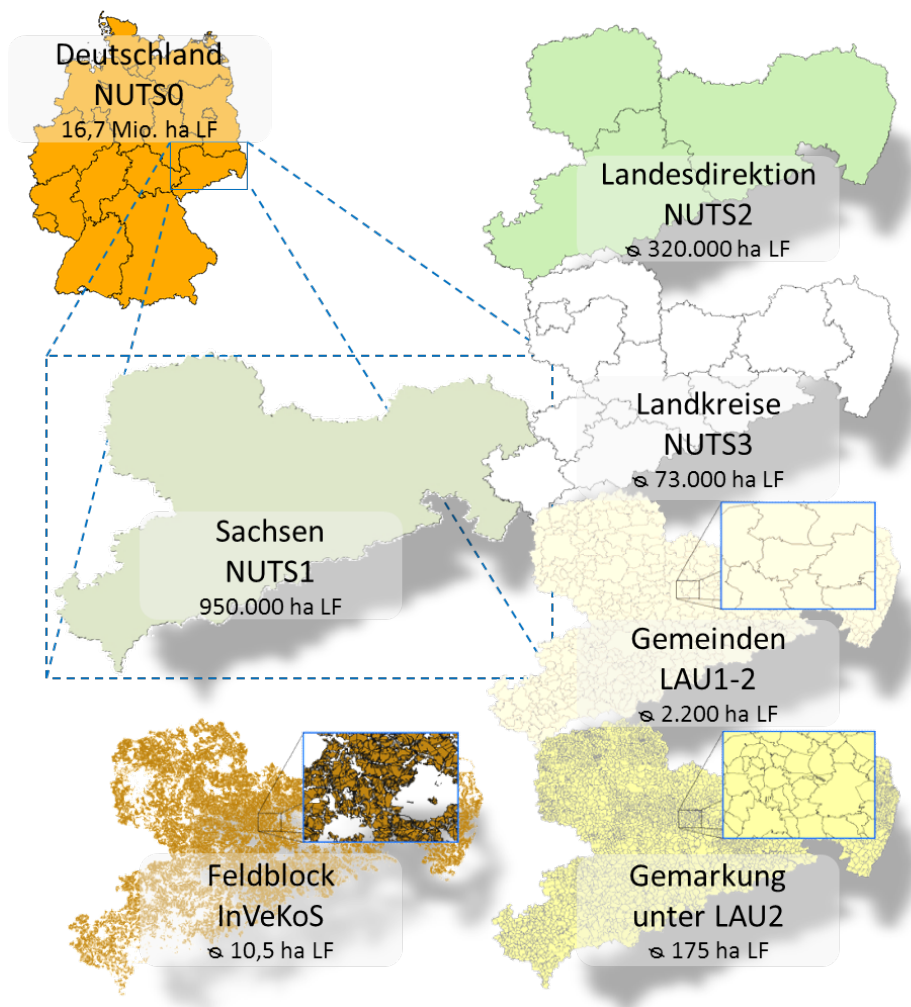 Deutschland
NUTS0
16,7 Mio. ha LF
Landesdirektion
NUTS2
⌀ 320.000 ha LF
Landkreise
NUTS3
⌀ 73.000 ha LF
Sachsen
NUTS1
950.000 ha LF
Gemeinden
LAU1-2
⌀ 2.200 ha LF
Feldblock
InVeKoS
⌀ 10,5 ha LF
Gemarkung
unter LAU2
⌀ 175 ha LF